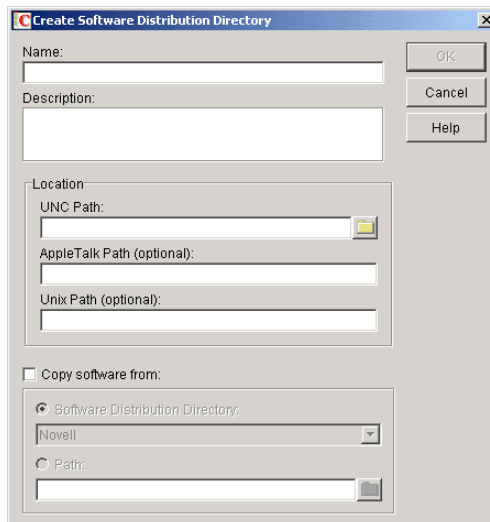 Create Software Distribution Directory
Name:
OK
Description:
Cancel
Help
Location
UNC Path:
AppleTalk Path (optional):
Unix Path (optional):
Copy software from:
Software Distribution Directory:
Novell
Path: